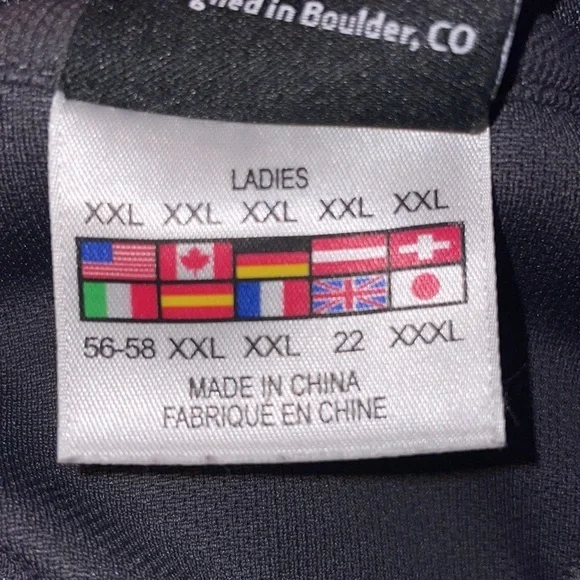 in Boulder, CO
LADIES
XXL XXL XXL XXL XXL
56-58 XXL XXL 22 XXXL
MADE IN CHINA
FABRIQUÉ EN CHINE